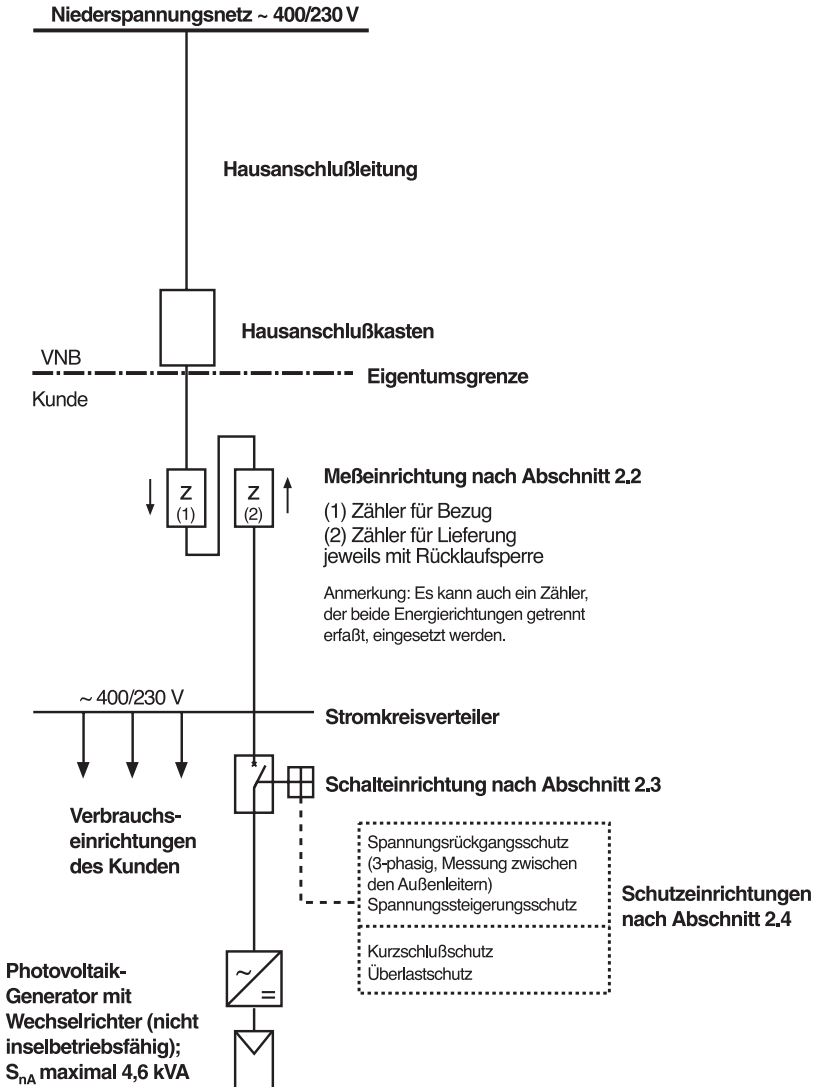 Niederspannungsnetz ~ 400/230 V
Hausanschlußleitung
Hausanschlußkasten
VNB
Eigentumsgrenze
Kunde
Z
(1)
Z
(2)
Meßeinrichtung nach Abschnitt 2.2
(1) Zähler für Bezug
(2) Zähler für Lieferung
jeweils mit Rücklaufsperre
Anmerkung: Es kann auch ein Zähler,
der beide Energierichtungen getrennt
erfaßt, eingesetzt werden.
~ 400/230 V
Stromkreisverteiler
Schalteinrichtung nach Abschnitt 2.3
Verbrauchs-
einrichtungen
des Kunden
Spannungsrückgangsschutz
(3-phasig, Messung zwischen
den Außenleitern)
Spannungssteigerungsschutz
Kurzschlußschutz
Überlastschutz
Schutzeinrichtungen
nach Abschnitt 2.4
Photovoltaik-
Generator mit
Wechselrichter (nicht
inselbetriebsfähig);
SnA maximal 4,6 kVA
~
=